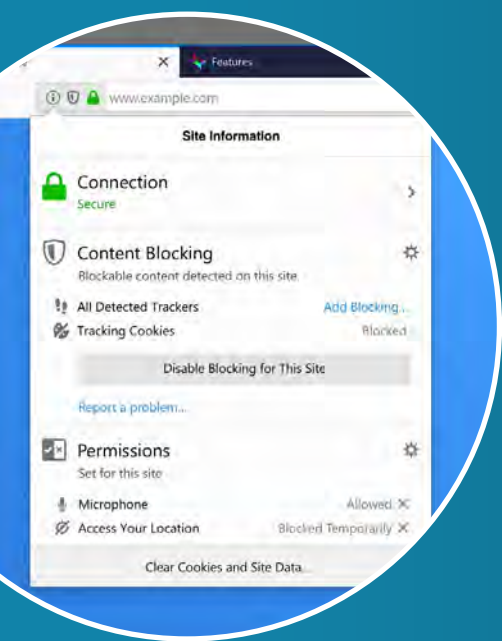 Features
www.example.com
Site Information
Connection
Secure
Content Blocking
Blockable content detected on this site.
All Detected Trackers Add Blocking...
Tracking Cookies Blocked
Disable Blocking for This Site
Report a problem...
Permissions
Set for this site
Microphone Allowed
Access Your Location Blocked Temporarily
Clear Cookies and Site Data...